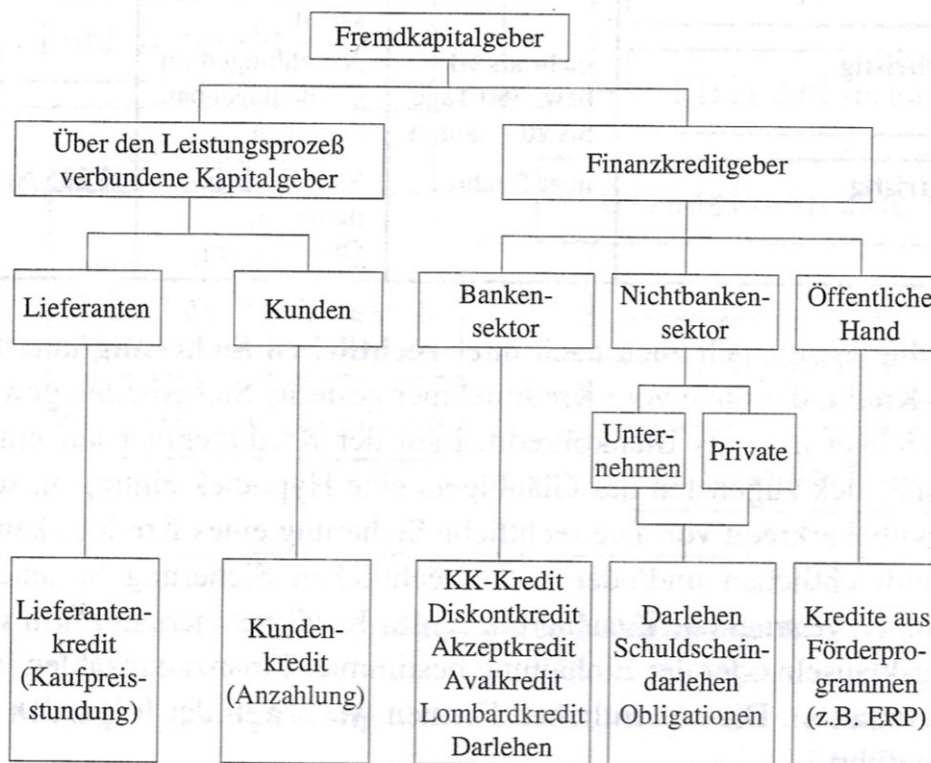 Fremdkapitalgeber
Über den Leistungsprozeß
verbundene Kapitalgeber
Finanzkreditgeber
Lieferanten
Kunden
Banken-
sektor
Nichtbanken-
sektor
Öffentliche
Hand
Unter-
nehmen
Private
Lieferanten-
kredit
(Kaufpreis-
stundung)
Kunden-
kredit
(Anzahlung)
KK-Kredit
Diskontkredit
Akzeptkredit
Avalkredit
Lombardkredit
Darlehen
Darlehen
Schuldschein-
darlehen
Obligationen
Kredite aus
Förderpro-
grammen
(z.B. ERP)